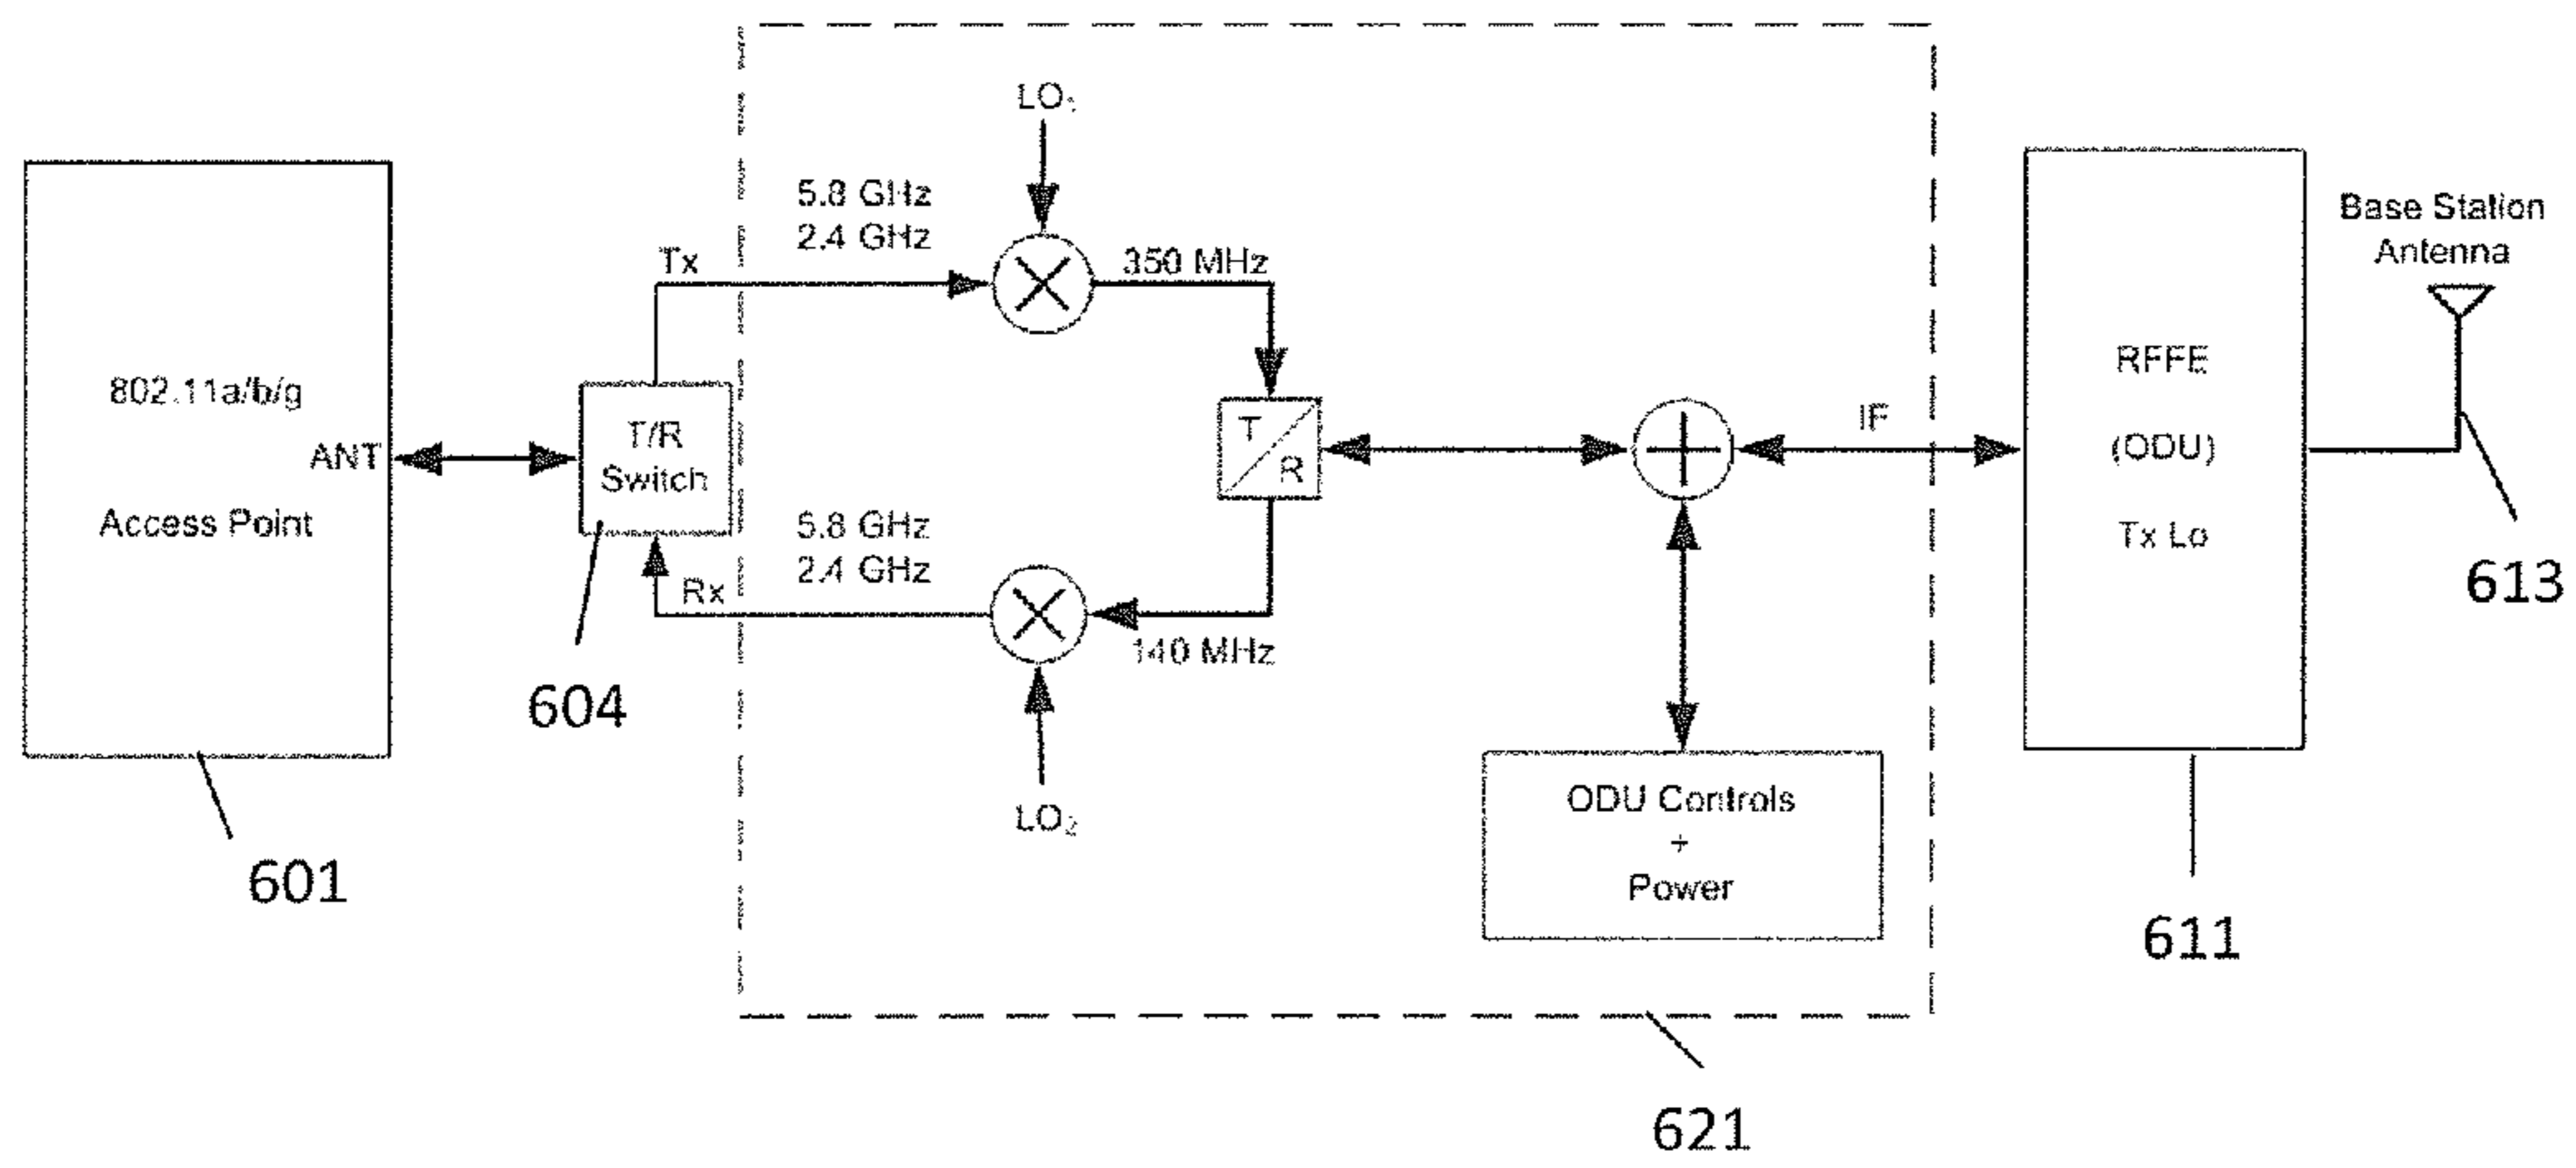 802.11a/b/g
Access Point
ANT
601
T/R
Switch
604
Tx
Rx
5.8 GHz
2.4 GHz
LO₁
350 MHz
T
R
5.8 GHz
2.4 GHz
140 MHz
LO₂
IF
ODU Controls
+
Power
621
RFFE
(ODU)
Tx Lo
611
Base Station
Antenna
613